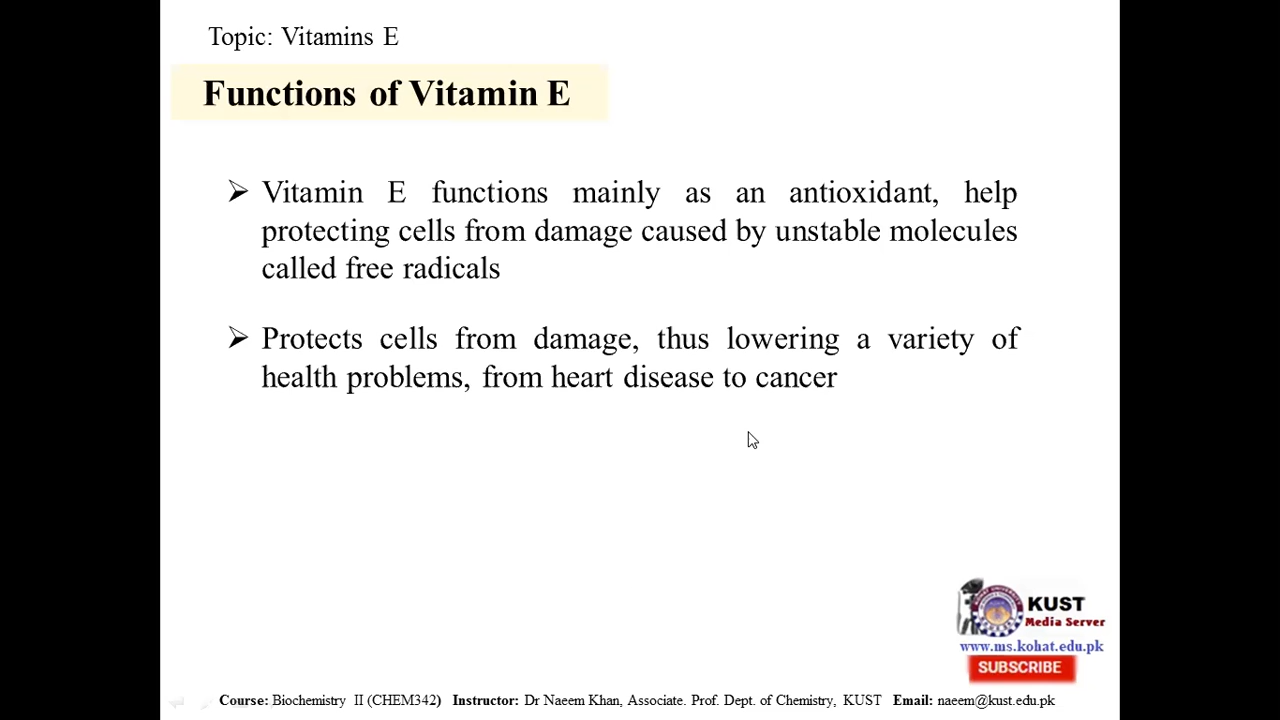 Topic: Vitamins E
Functions of Vitamin E
➢ Vitamin E functions mainly as an antioxidant, help
protecting cells from damage caused by unstable molecules
called free radicals
➢ Protects cells from damage, thus lowering a variety of
health problems, from heart disease to cancer
KUST
Media Server
www.ms.kohat.edu.pk
SUBSCRIBE
Course: Biochemistry II (CHEM342) Instructor: Dr Naeem Khan, Associate. Prof. Dept. of Chemistry, KUST Email: naeem@kust.edu.pk